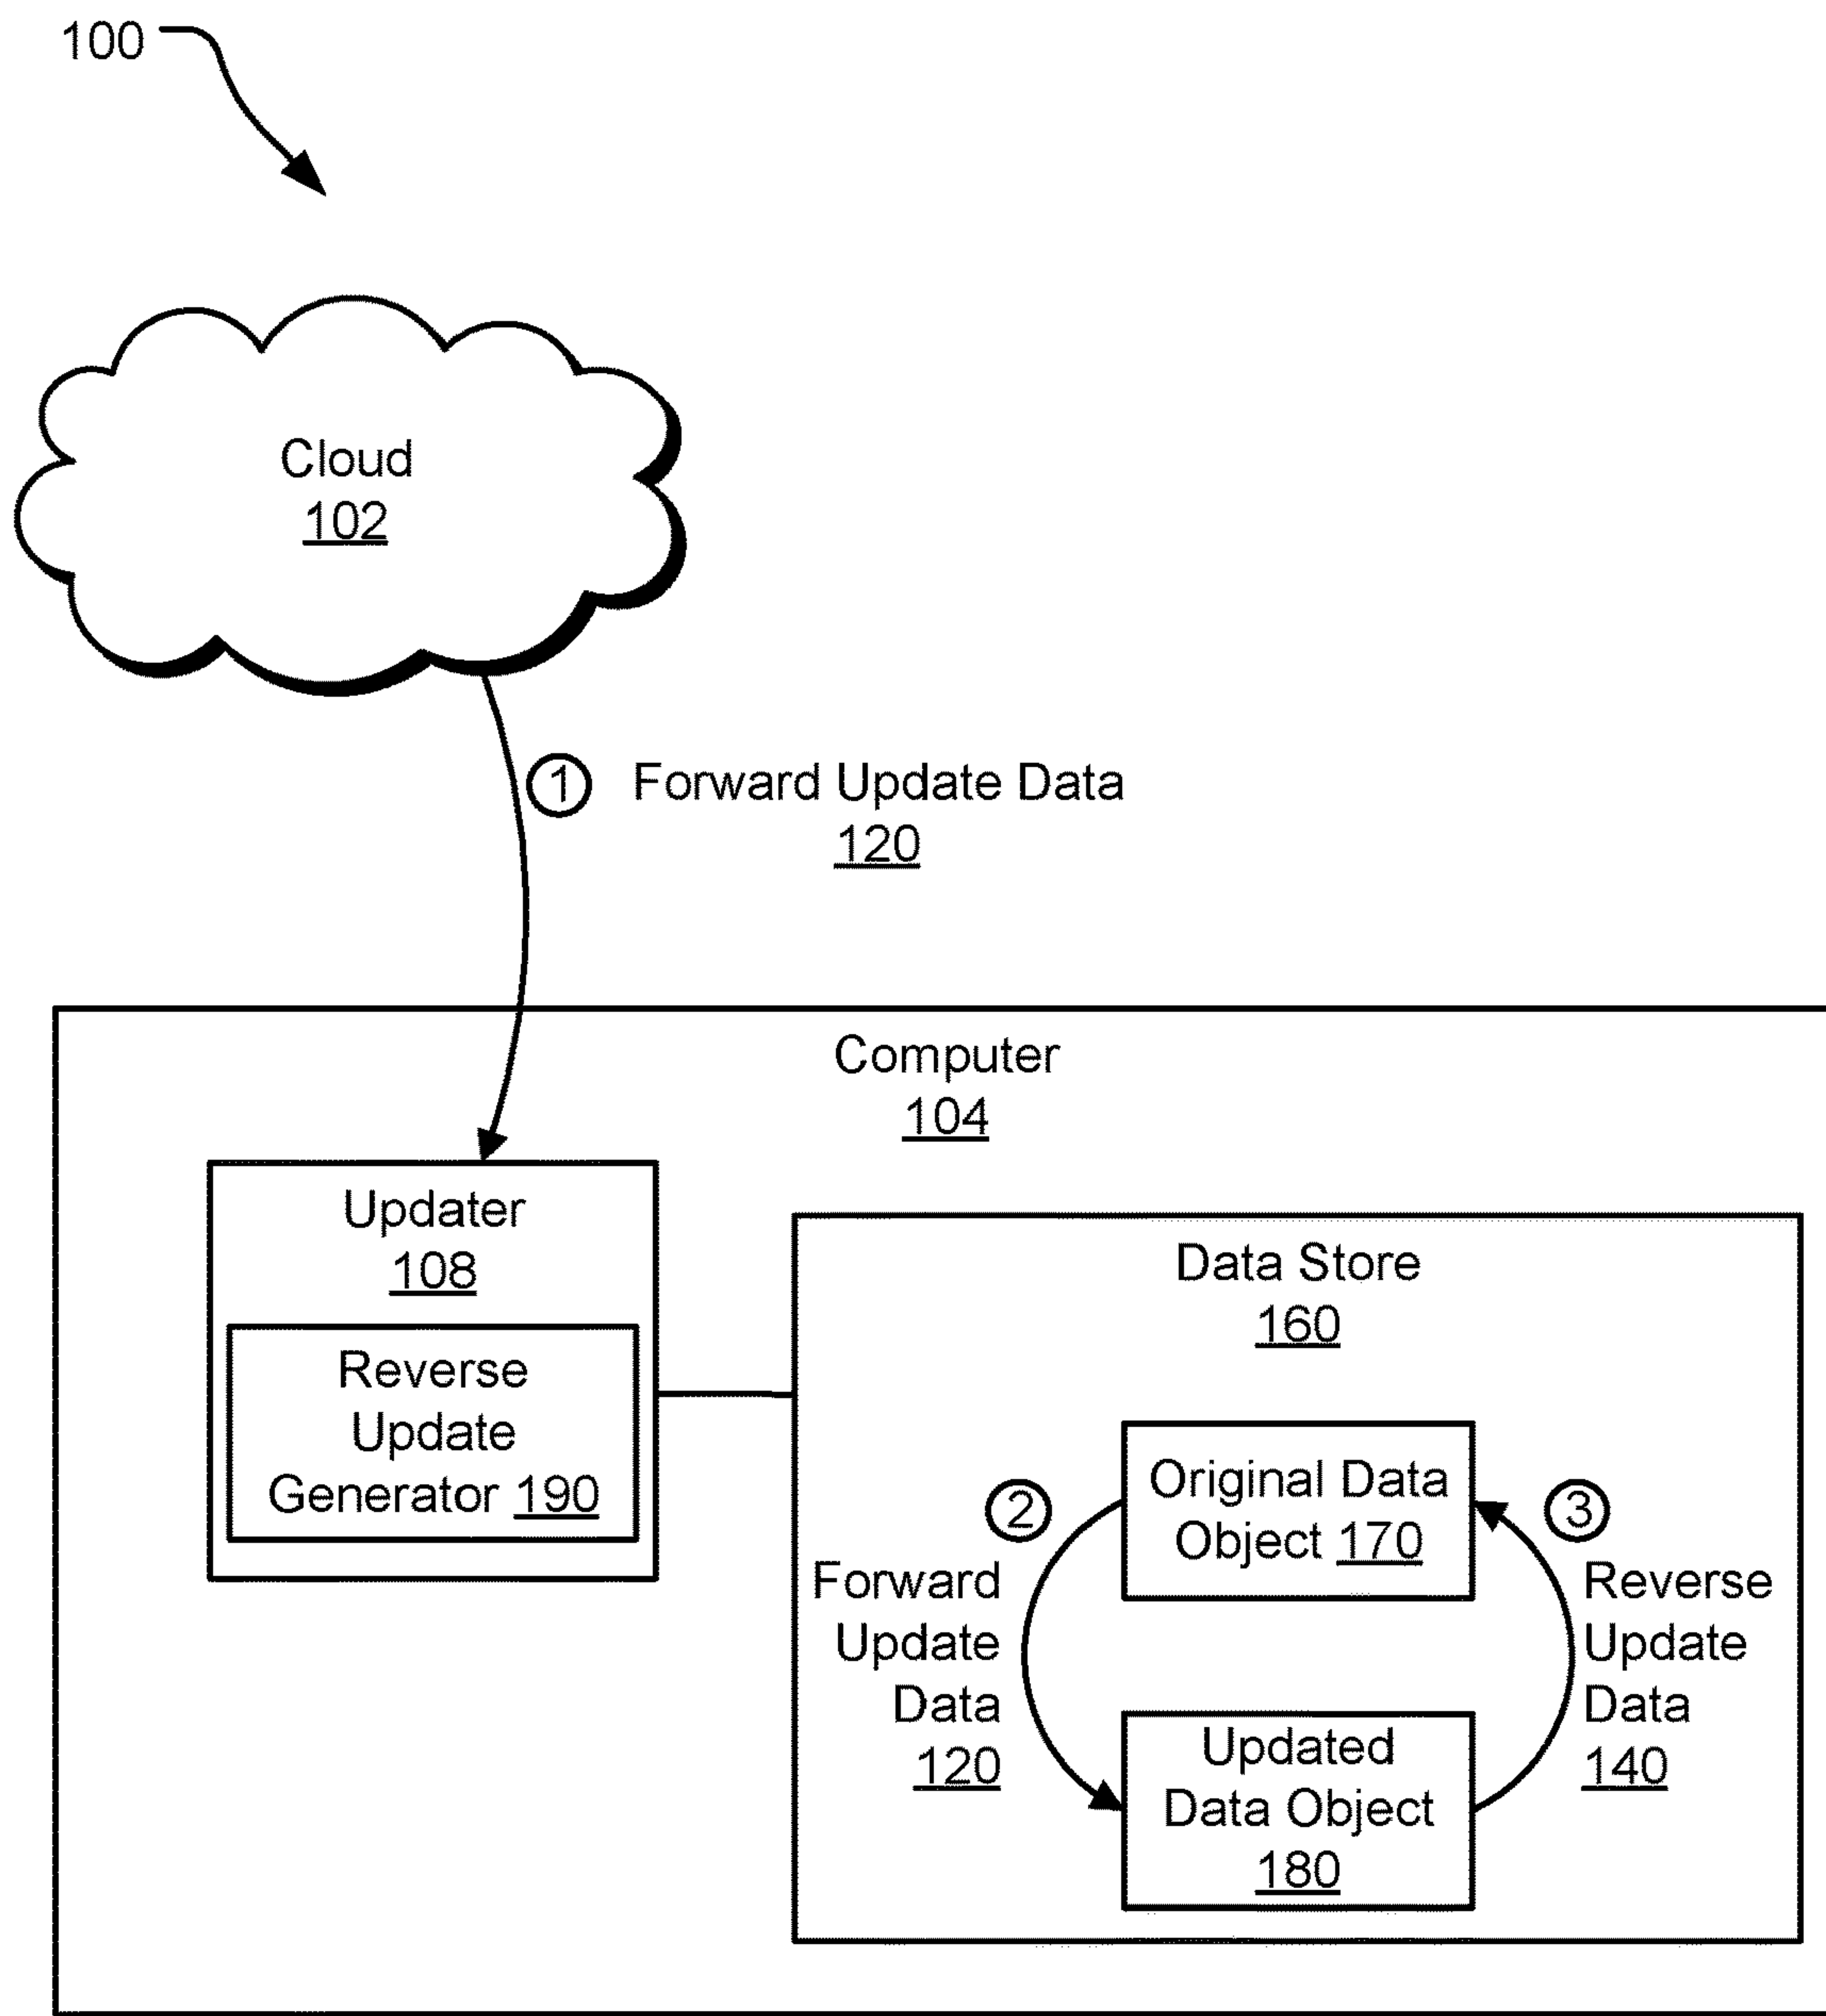 100
Cloud
102
1 Forward Update Data
120
Computer
104
Updater
108
Reverse
Update
Generator 190
Data Store
160
Original Data
Object 170
2
Forward
Update
Data
120
3
Reverse
Update
Data
140
Updated
Data Object
180